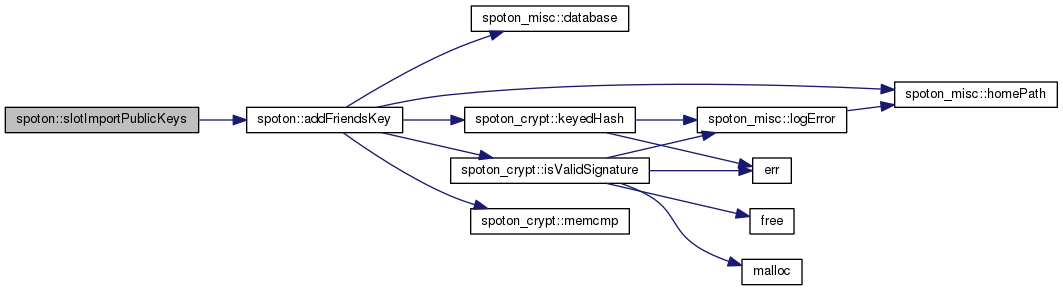 spoton_misc::database
spoton_misc::homePath
spoton::slotImportPublicKeys
spoton::addFriendsKey
spoton_crypt::keyedHash
spoton_misc::logError
spoton_crypt::isValidSignature
err
spoton_crypt::memcmp
free
malloc